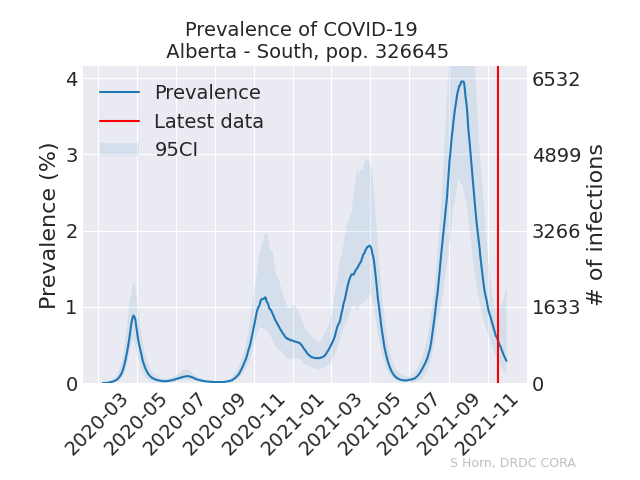 Prevalence of COVID-19
Alberta - South, pop. 326645
Prevalence
Latest data
95CI
Prevalence (%)
4
3
2
1
0
6532
4899
3266
1633
0
# of infections
2020-03
2020-05
2020-07
2020-09
2020-11
2021-01
2021-03
2021-05
2021-07
2021-09
2021-11
S Horn, DRDC CORA